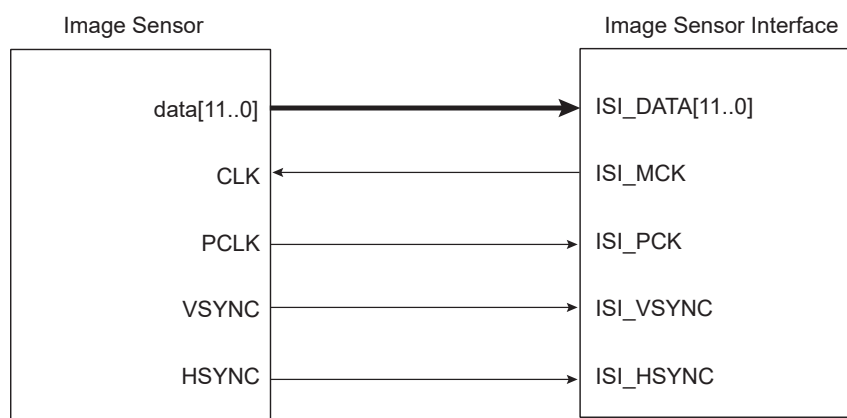 Image Sensor
Image Sensor Interface
data[11..0]
ISI_DATA[11..0]
CLK
ISI_MCK
PCLK
ISI_PCK
VSYNC
ISI_VSYNC
HSYNC
ISI_HSYNC